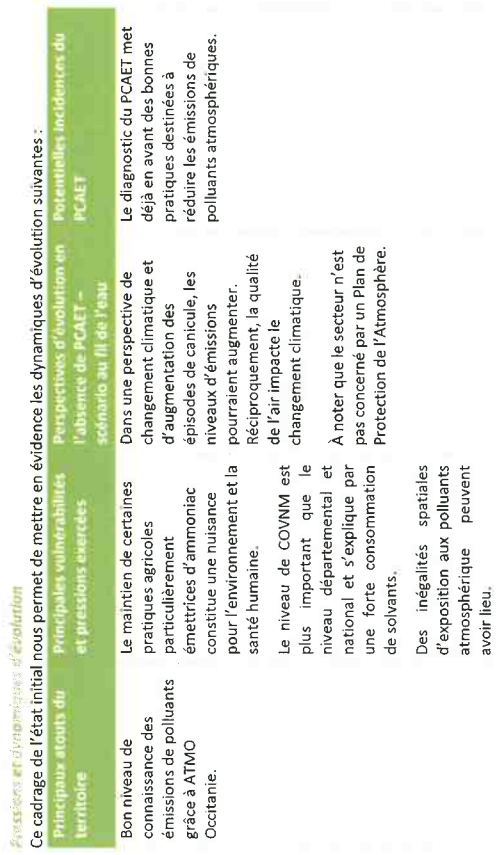 Pressions et dynamiques d'évolution
Ce cadrage de l'état initial nous permet de mettre en évidence les dynamiques d'évolution suivantes :
Principaux atouts du
territoire
Principales vulnérabilités
et pressions exercées
Perspectives d'évolution en
l'absence de PCAET –
scénario au fil de l'eau
Potentielles incidences du
PCAET
Bon niveau de
connaissance des
émissions de polluants
grâce à ATMO
Occitanie.
Le maintien de certaines
pratiques agricoles
particulièrement
émettrices d'ammoniac
constitue une nuisance
pour l'environnement et la
santé humaine.
Le niveau de COVNM est
plus important que le
niveau départemental et
national et s'explique par
une forte consommation
de solvants.
Des inégalités spatiales
d'exposition aux polluants
atmosphérique peuvent
avoir lieu.
Dans une perspective de
changement climatique et
d'augmentation des
épisodes de canicule, les
niveaux d'émissions
pourraient augmenter.
Réciproquement, la qualité
de l'air impacte le
changement climatique.
À noter que le secteur n'est
pas concerné par un Plan de
Protection de l'Atmosphère.
Le diagnostic du PCAET met
déjà en avant des bonnes
pratiques destinées à
réduire les émissions de
polluants atmosphériques.